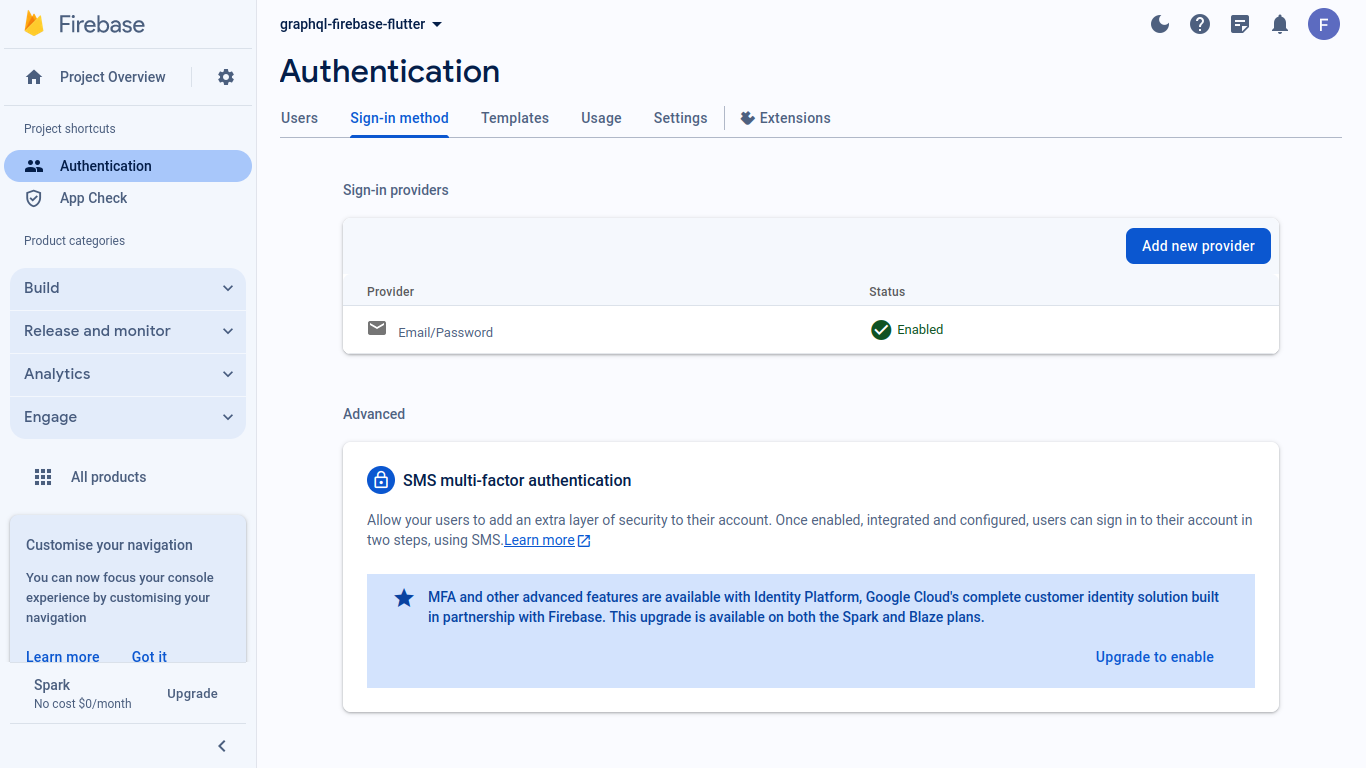 Firebase
Project Overview
Project shortcuts
Authentication
App Check
Product categories
Build
Release and monitor
Analytics
Engage
All products
Customise your navigation
You can now focus your console
experience by customising your
navigation
Learn more Got it
Spark
No cost $0/month
Upgrade
graphql-firebase-flutter
F
Authentication
Users Sign-in method Templates Usage Settings Extensions
Sign-in providers
Add new provider
Provider Status
Email/Password Enabled
Advanced
SMS multi-factor authentication
Allow your users to add an extra layer of security to their account. Once enabled, integrated and configured, users can sign in to their account in
two steps, using SMS.Learn more
MFA and other advanced features are available with Identity Platform, Google Cloud's complete customer identity solution built
in partnership with Firebase. This upgrade is available on both the Spark and Blaze plans.
Upgrade to enable